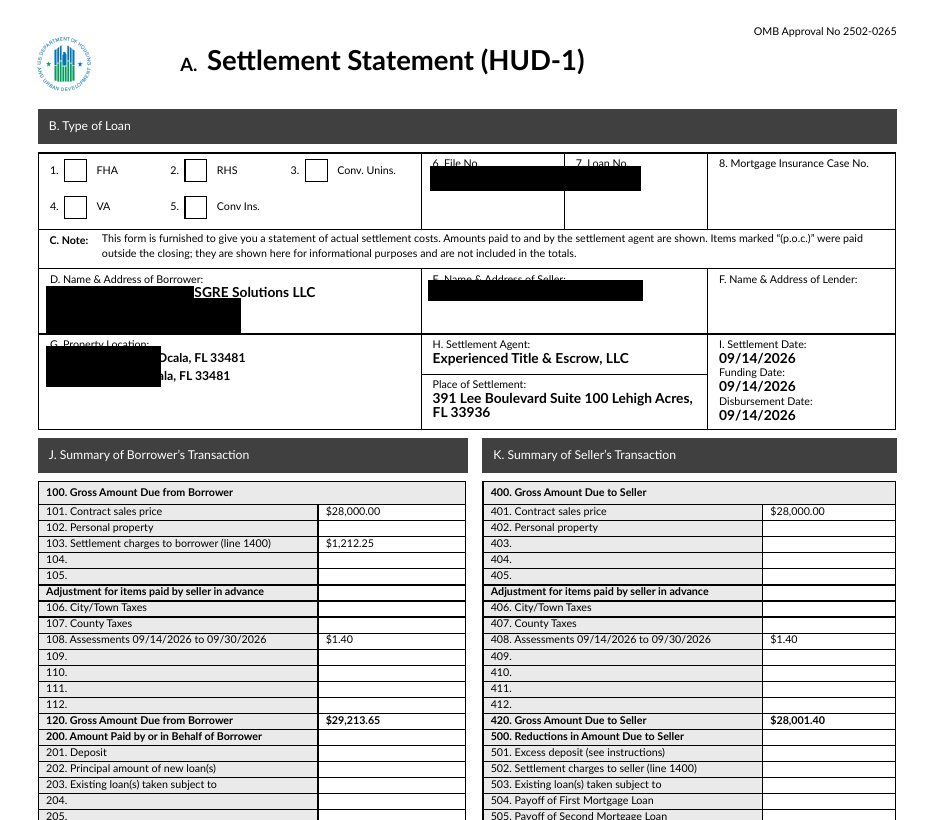 OMB Approval No 2502-0265
U.S. DEPARTMENT OF HOUSING AND URBAN DEVELOPMENT
A. Settlement Statement (HUD-1)
B. Type of Loan
1. FHA 2. RHS 3. Conv. Unins.
4. VA 5. Conv Ins.
6. File No.
7. Loan No.
8. Mortgage Insurance Case No.
C. Note: This form is furnished to give you a statement of actual settlement costs. Amounts paid to and by the settlement agent are shown. Items marked “(p.o.c.)” were paid
outside the closing; they are shown here for informational purposes and are not included in the totals.
D. Name & Address of Borrower:
SGRE Solutions LLC
E. Name & Address of Seller:
F. Name & Address of Lender:
G. Property Location:
Ocala, FL 33481
ala, FL 33481
H. Settlement Agent:
Experienced Title & Escrow, LLC
Place of Settlement:
391 Lee Boulevard Suite 100 Lehigh Acres,
FL 33936
I. Settlement Date:
09/14/2026
Funding Date:
09/14/2026
Disbursement Date:
09/14/2026
J. Summary of Borrower’s Transaction
100. Gross Amount Due from Borrower
101. Contract sales price $28,000.00
102. Personal property
103. Settlement charges to borrower (line 1400) $1,212.25
104.
105.
Adjustment for items paid by seller in advance
106. City/Town Taxes
107. County Taxes
108. Assessments 09/14/2026 to 09/30/2026 $1.40
109.
110.
111.
112.
120. Gross Amount Due from Borrower $29,213.65
200. Amount Paid by or in Behalf of Borrower
201. Deposit
202. Principal amount of new loan(s)
203. Existing loan(s) taken subject to
204.
205.
K. Summary of Seller’s Transaction
400. Gross Amount Due to Seller
401. Contract sales price $28,000.00
402. Personal property
403.
404.
405.
Adjustment for items paid by seller in advance
406. City/Town Taxes
407. County Taxes
408. Assessments 09/14/2026 to 09/30/2026 $1.40
409.
410.
411.
412.
420. Gross Amount Due to Seller $28,001.40
500. Reductions in Amount Due to Seller
501. Excess deposit (see instructions)
502. Settlement charges to seller (line 1400)
503. Existing loan(s) taken subject to
504. Payoff of First Mortgage Loan
505. Payoff of Second Mortgage Loan